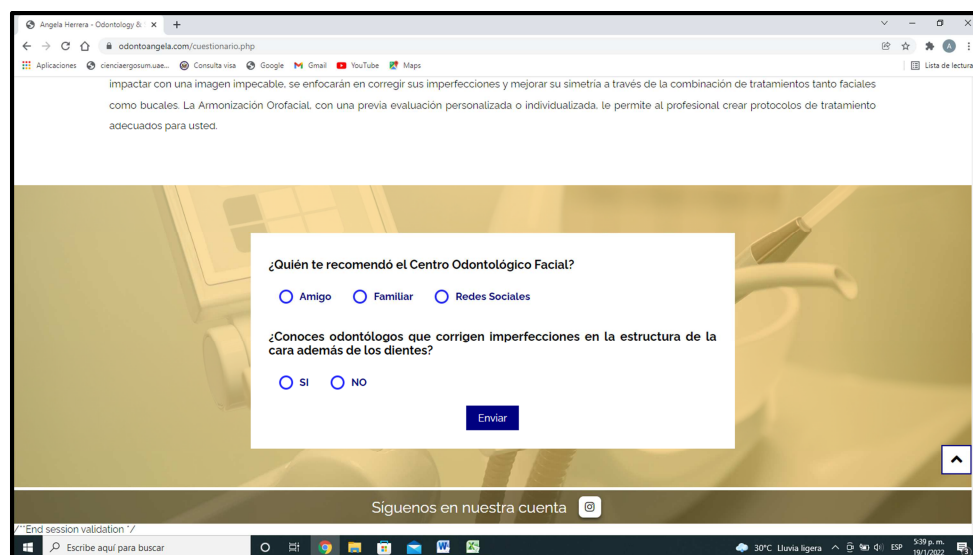 Angela Herrera - Odontology &
odontoangela.com/cuestionario.php
Aplicaciones cienciaergosum.uae... Consulta visa Google Gmail YouTube Maps Lista de lectura
impactar con una imagen impecable, se enfocarán en corregir sus imperfecciones y mejorar su simetría a través de la combinación de tratamientos tanto faciales
como bucales. La Armonización Orofacial, con una previa evaluación personalizada o individualizada, le permite al profesional crear protocolos de tratamiento
adecuados para usted.
¿Quién te recomendó el Centro Odontológico Facial?
Amigo Familiar Redes Sociales
¿Conoces odontólogos que corrigen imperfecciones en la estructura de la
cara además de los dientes?
SI NO
Enviar
Síguenos en nuestra cuenta
/**End session validation */
Escribe aquí para buscar
30°C Lluvia ligera ESP 5:39 p. m.
19/1/2022